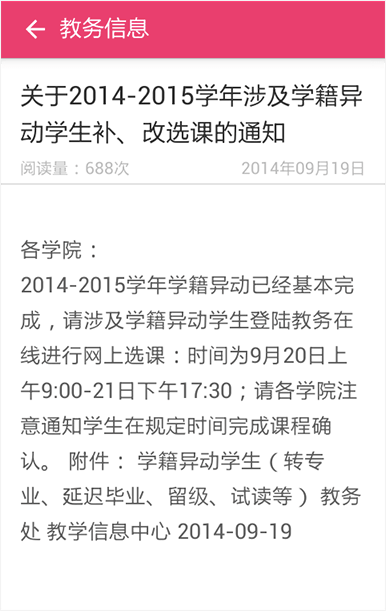 教务信息
关于2014-2015学年涉及学籍异
动学生补、改选课的通知
阅读量：688次 2014年09月19日
各学院：
2014-2015学年学籍异动已经基本完
成，请涉及学籍异动学生登陆教务在
线进行网上选课：时间为9月20日上
午9:00-21日下午17:30；请各学院注
意通知学生在规定时间完成课程确
认。 附件： 学籍异动学生（转专
业、延迟毕业、留级、试读等） 教务
处 教学信息中心 2014-09-19